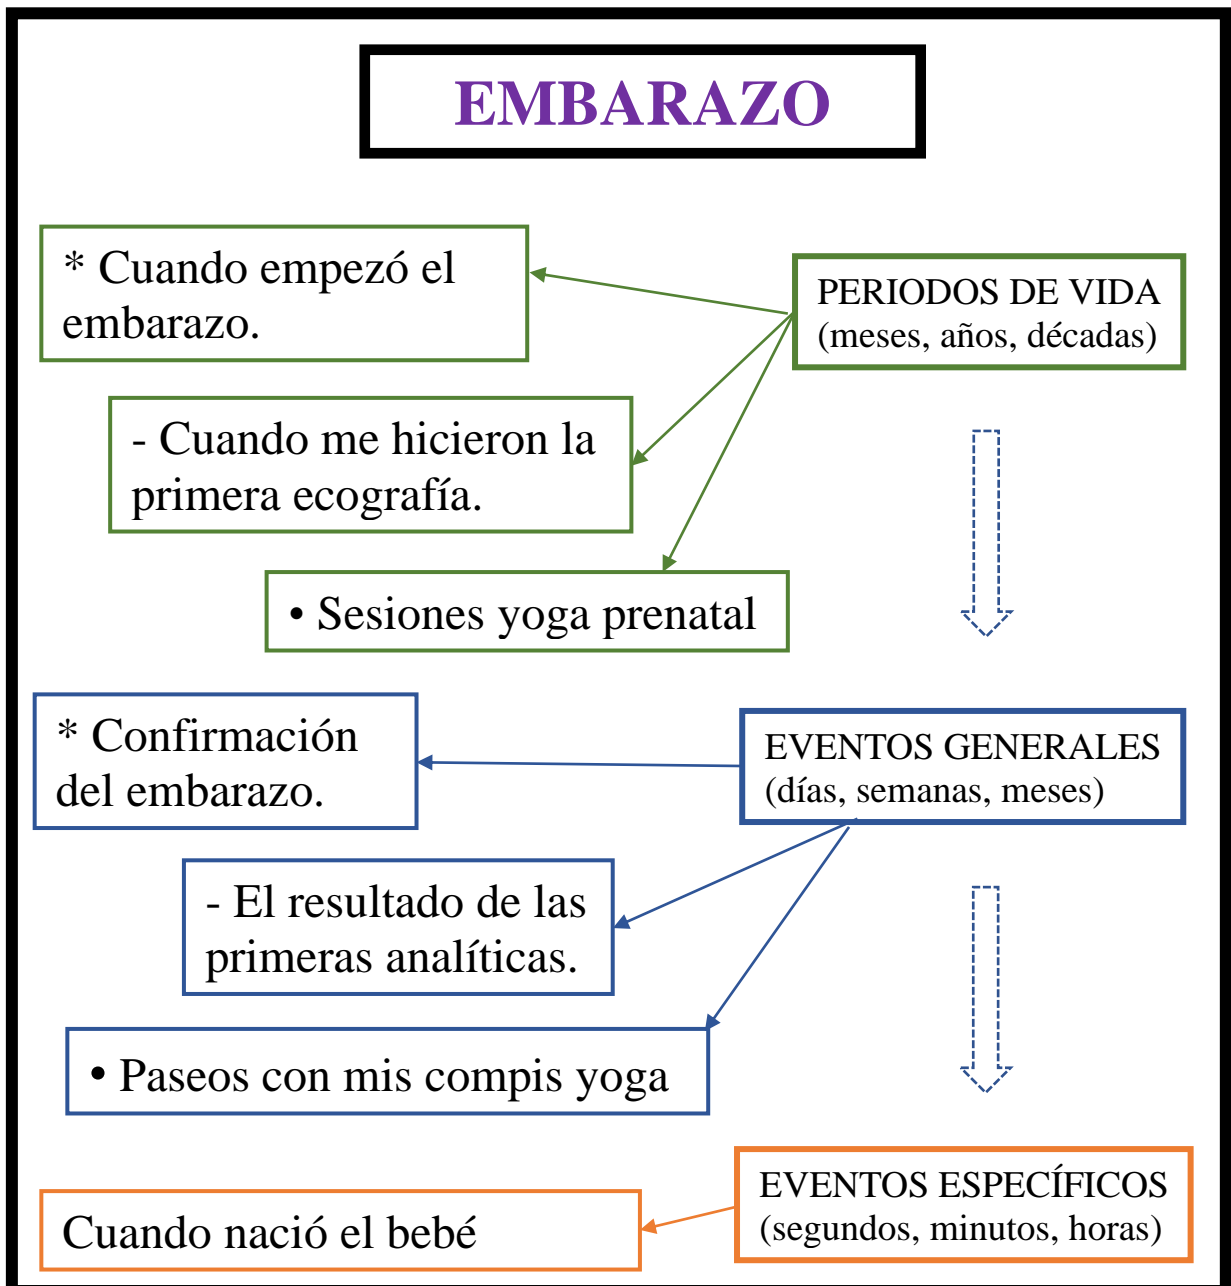 EMBARAZO
* Cuando empezó el
embarazo.
PERIODOS DE VIDA
(meses, años, décadas)
- Cuando me hicieron la
primera ecografía.
• Sesiones yoga prenatal
* Confirmación
del embarazo.
EVENTOS GENERALES
(días, semanas, meses)
- El resultado de las
primeras analíticas.
• Paseos con mis compis yoga
EVENTOS ESPECÍFICOS
(segundos, minutos, horas)
Cuando nació el bebé